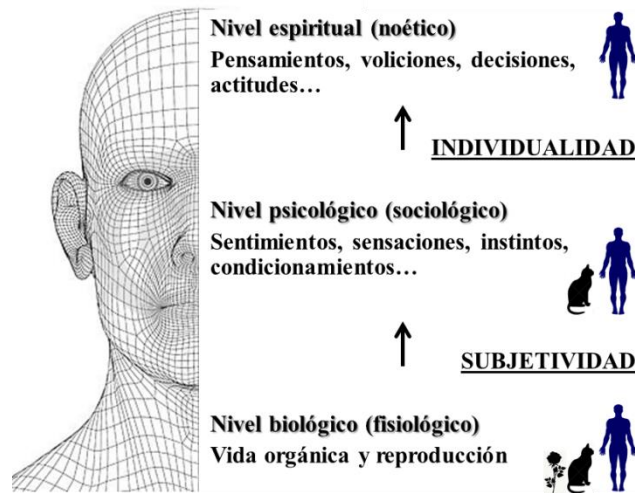 Nivel espiritual (noético)
Pensamientos, voliciones, decisiones,
actitudes…
INDIVIDUALIDAD
Nivel psicológico (sociológico)
Sentimientos, sensaciones, instintos,
condicionamientos…
SUBJETIVIDAD
Nivel biológico (fisiológico)
Vida orgánica y reproducción